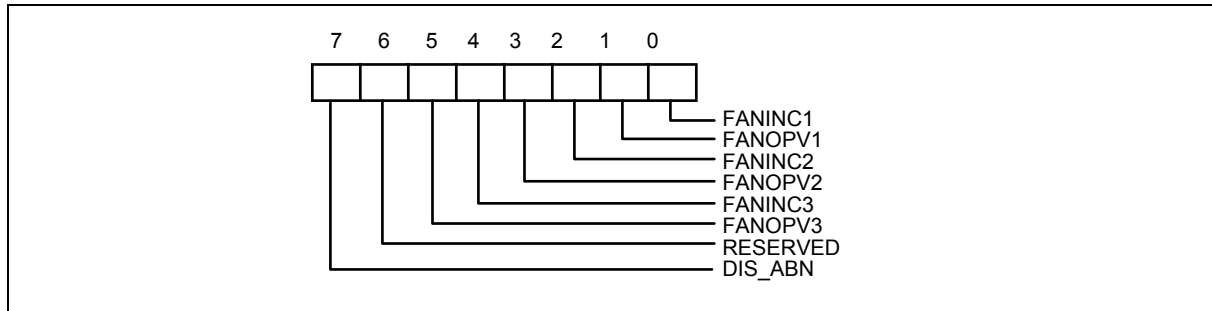 7 6 5 4 3 2 1 0
FANINC1
FANOPV1
FANINC2
FANOPV2
FANINC3
FANOPV3
RESERVED
DIS_ABN